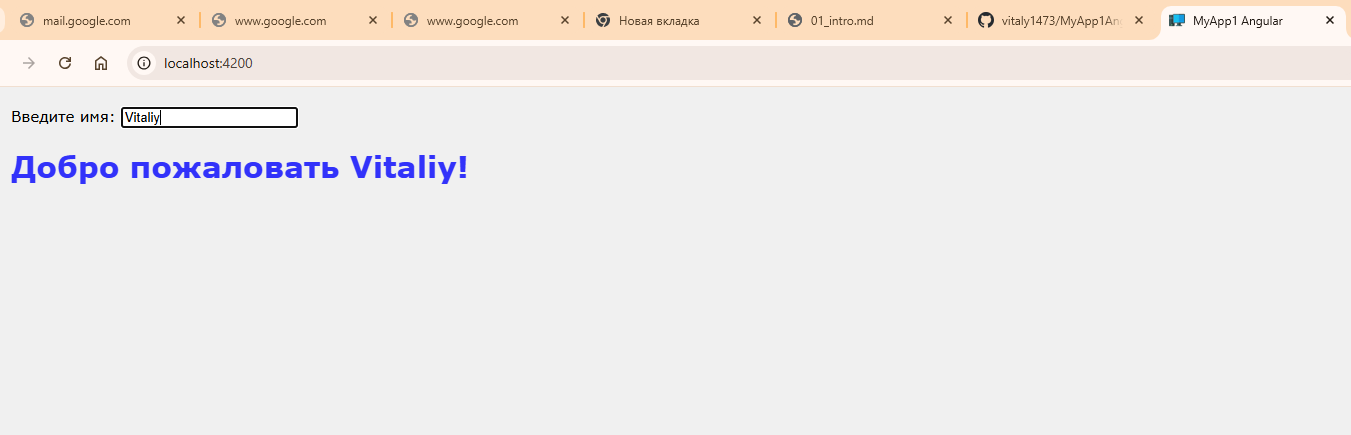 mail.google.com
www.google.com
www.google.com
Новая вкладка
01_intro.md
vitaly1473/MyApp1An
MyApp1 Angular
localhost:4200
Введите имя: Vitaliy
Добро пожаловать Vitaliy!